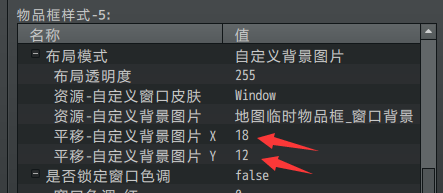 物品框样式-5:
名称 值
布局模式 自定义背景图片
布局透明度 255
资源-自定义窗口皮肤 Window
资源-自定义背景图片 地图临时物品框_窗口背景
平移-自定义背景图片 X 18
平移-自定义背景图片 Y 12
是否锁定窗口色调 false